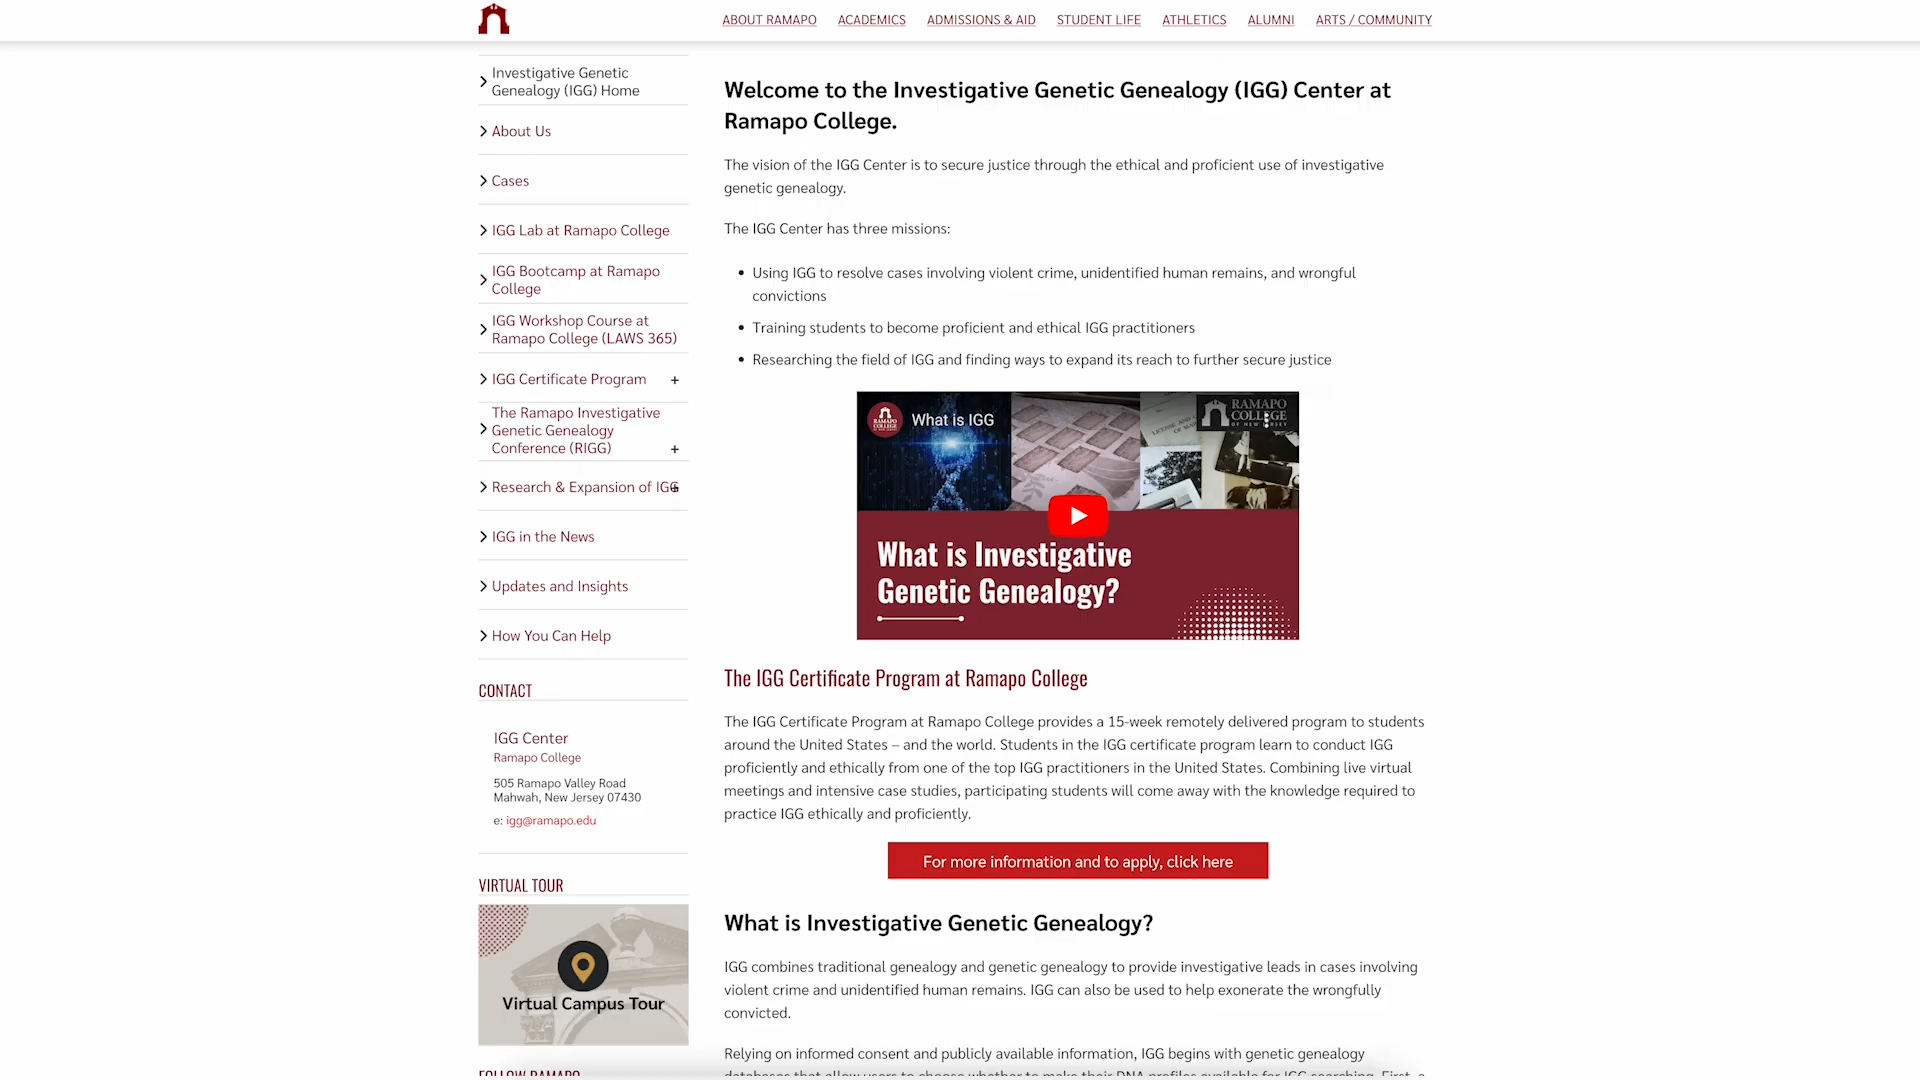 ABOUT RAMAPO ACADEMICS ADMISSIONS & AID STUDENT LIFE ATHLETICS ALUMNI ARTS / COMMUNITY
Investigative Genetic
Genealogy (IGG) Home
About Us
Cases
IGG Lab at Ramapo College
IGG Bootcamp at Ramapo
College
IGG Workshop Course at
Ramapo College (LAWS 365)
IGG Certificate Program +
The Ramapo Investigative
Genetic Genealogy
Conference (RIGG) +
Research & Expansion of IGG +
IGG in the News
Updates and Insights
How You Can Help
CONTACT
IGG Center
Ramapo College
505 Ramapo Valley Road
Mahwah, New Jersey 07430
e: igg@ramapo.edu
VIRTUAL TOUR
Virtual Campus Tour
FOLLOW RAMAPO
Welcome to the Investigative Genetic Genealogy (IGG) Center at
Ramapo College.
The vision of the IGG Center is to secure justice through the ethical and proficient use of investigative
genetic genealogy.
The IGG Center has three missions:
• Using IGG to resolve cases involving violent crime, unidentified human remains, and wrongful
convictions
• Training students to become proficient and ethical IGG practitioners
• Researching the field of IGG and finding ways to expand its reach to further secure justice
RAMAPO
COLLEGE
What is IGG
RAMAPO
COLLEGE
OF NEW JERSEY
What is Investigative
Genetic Genealogy?
The IGG Certificate Program at Ramapo College
The IGG Certificate Program at Ramapo College provides a 15-week remotely delivered program to students
around the United States – and the world. Students in the IGG certificate program learn to conduct IGG
proficiently and ethically from one of the top IGG practitioners in the United States. Combining live virtual
meetings and intensive case studies, participating students will come away with the knowledge required to
practice IGG ethically and proficiently.
For more information and to apply, click here
What is Investigative Genetic Genealogy?
IGG combines traditional genealogy and genetic genealogy to provide investigative leads in cases involving
violent crime and unidentified human remains. IGG can also be used to help exonerate the wrongfully
convicted.
Relying on informed consent and publicly available information, IGG begins with genetic genealogy
databases that allow users to choose whether to make their DNA profiles available for IGG searching. First, a